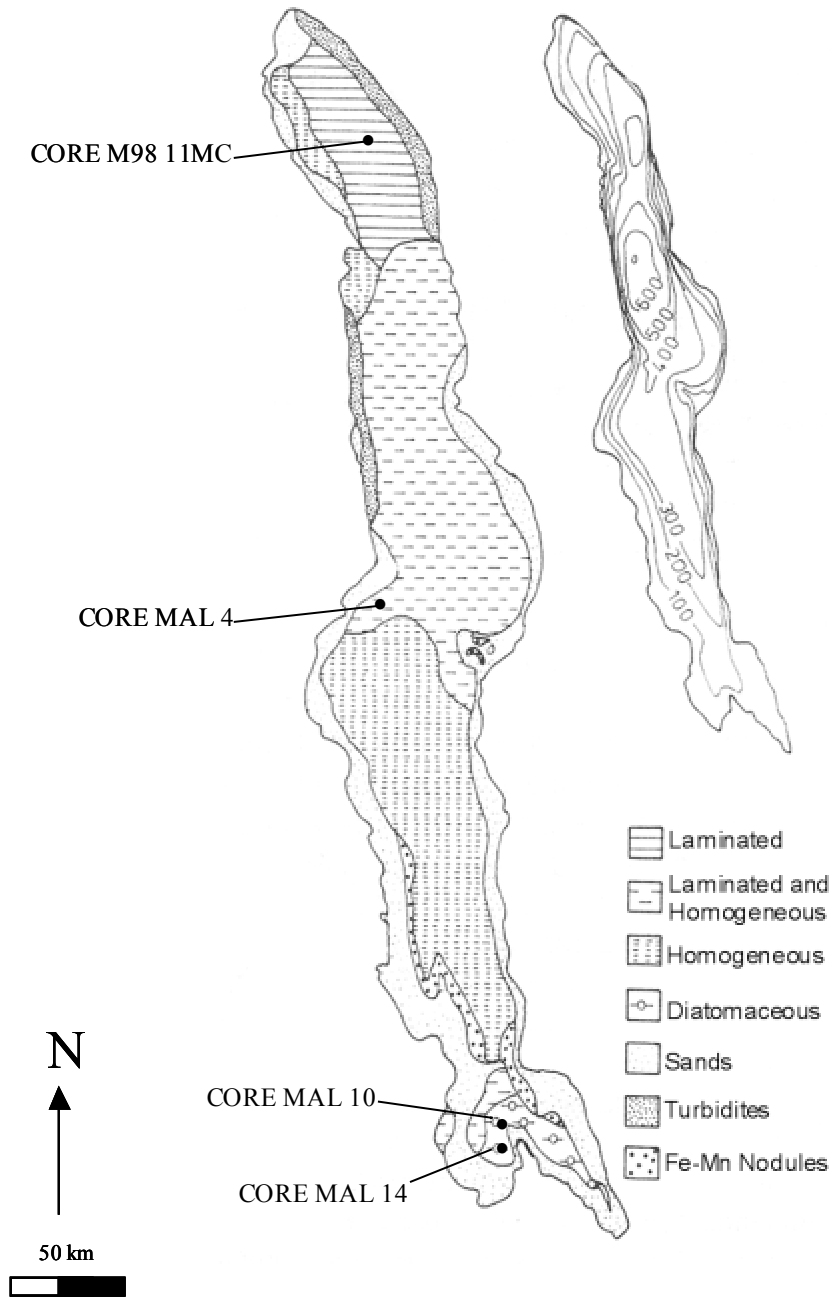 CORE M98 11MC
600
500
400
CORE MAL 4
300
200
100
Laminated
Laminated and
Homogeneous
Homogeneous
Diatomaceous
Sands
Turbidites
Fe-Mn Nodules
N
CORE MAL 10
CORE MAL 14
50 km